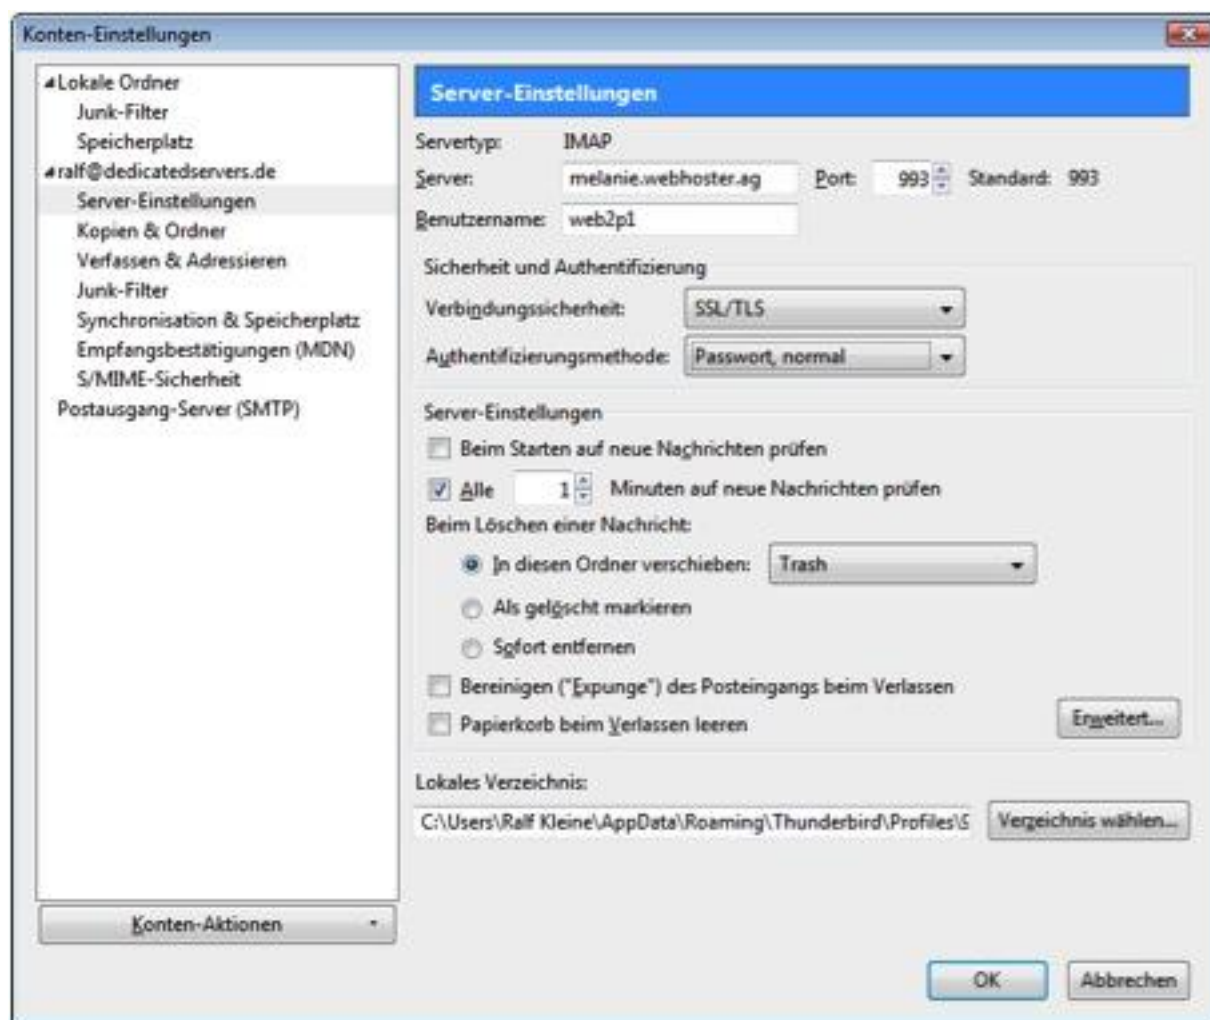 Konten-Einstellungen
Lokale Ordner
Junk-Filter
Speicherplatz
ralf@dedicatedservers.de
Server-Einstellungen
Kopien & Ordner
Verfassen & Adressieren
Junk-Filter
Synchronisation & Speicherplatz
Empfangsbestätigungen (MDN)
S/MIME-Sicherheit
Postausgang-Server (SMTP)
Konten-Aktionen
Server-Einstellungen
Servertyp: IMAP
Server: melanie.webhoster.ag Port: 993 Standard: 993
Benutzername: web2p1
Sicherheit und Authentifizierung
Verbindungssicherheit: SSL/TLS
Authentifizierungsmethode: Passwort, normal
Server-Einstellungen
Beim Starten auf neue Nachrichten prüfen
Alle 1 Minuten auf neue Nachrichten prüfen
Beim Löschen einer Nachricht:
In diesen Ordner verschieben: Trash
Als gelöscht markieren
Sofort entfernen
Bereinigen ("Expunge") des Posteingangs beim Verlassen
Papierkorb beim Verlassen leeren
Erweitert...
Lokales Verzeichnis:
C:\Users\Ralf Kleine\AppData\Roaming\Thunderbird\Profiles\ Verzeichnis wählen...
OK Abbrechen